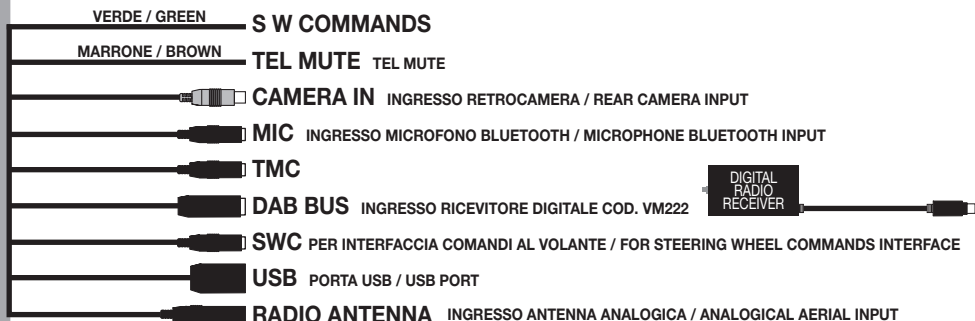 VERDE / GREEN S W COMMANDS
MARRONE / BROWN TEL MUTE TEL MUTE
CAMERA IN INGRESSO RETROCAMERA / REAR CAMERA INPUT
MIC INGRESSO MICROFONO BLUETOOTH / MICROPHONE BLUETOOTH INPUT
TMC
DAB BUS INGRESSO RICEVITORE DIGITALE COD. VM222
DIGITAL
RADIO
RECEIVER
SWC PER INTERFACCIA COMANDI AL VOLANTE / FOR STEERING WHEEL COMMANDS INTERFACE
USB PORTA USB / USB PORT
RADIO ANTENNA INGRESSO ANTENNA ANALOGICA / ANALOGICAL AERIAL INPUT